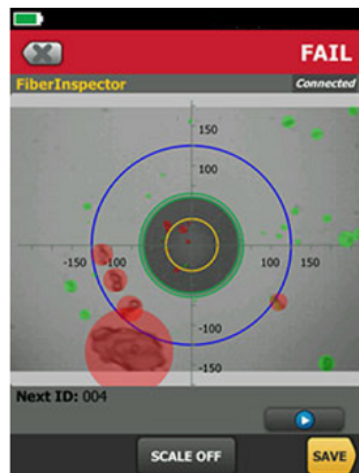 FAIL
FiberInspector Connected
150
100
-150 -100 100 150
-100
-150
Next ID: 004
SCALE OFF SAVE